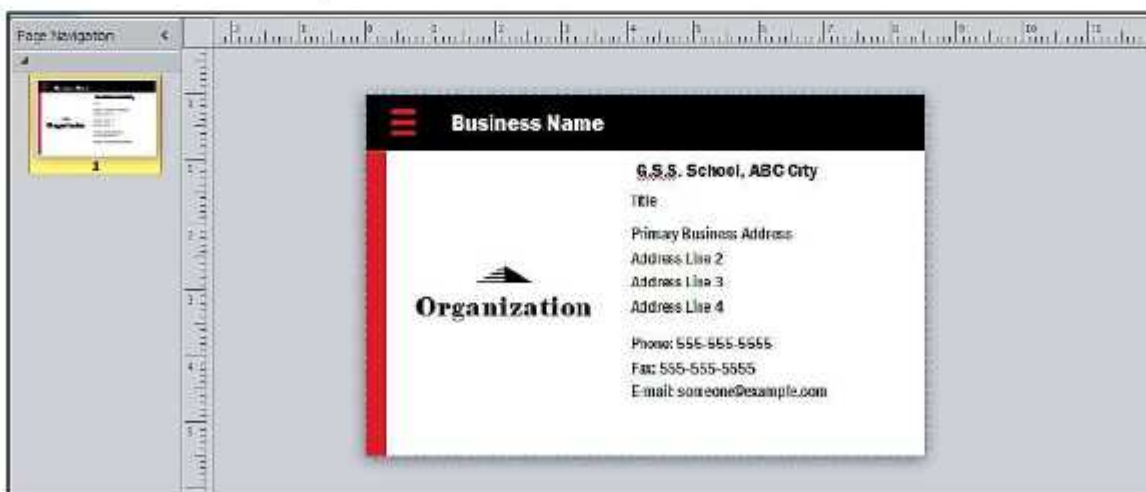 Page Navigation
1
Business Name
G.S.S. School, ABC City
Title
Primary Business Address
Address Line 2
Address Line 3
Address Line 4
Organization
Phone: 555-555-5555
Fax: 555-555-5555
E-mail: someone@example.com